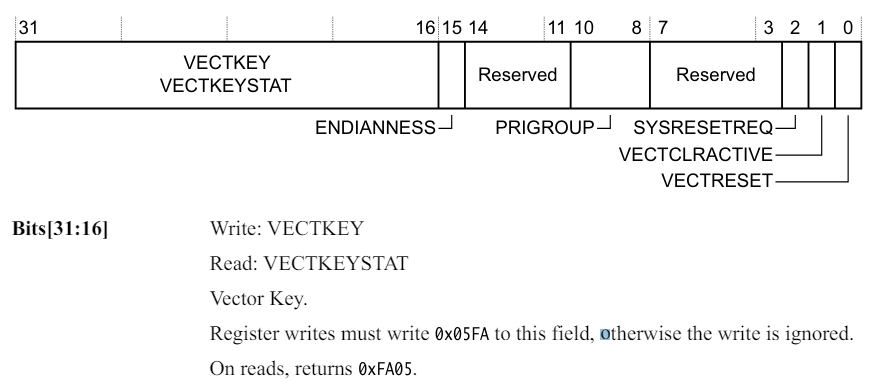 31 16 15 14 11 10 8 7 3 2 1 0
VECTKEY
VECTKEYSTAT
Reserved
Reserved
ENDIANNESS
PRIGROUP
SYSRESETREQ
VECTCLRACTIVE
VECTRESET
Bits[31:16] Write: VECTKEY
Read: VECTKEYSTAT
Vector Key.
Register writes must write 0x05FA to this field, otherwise the write is ignored.
On reads, returns 0xFA05.